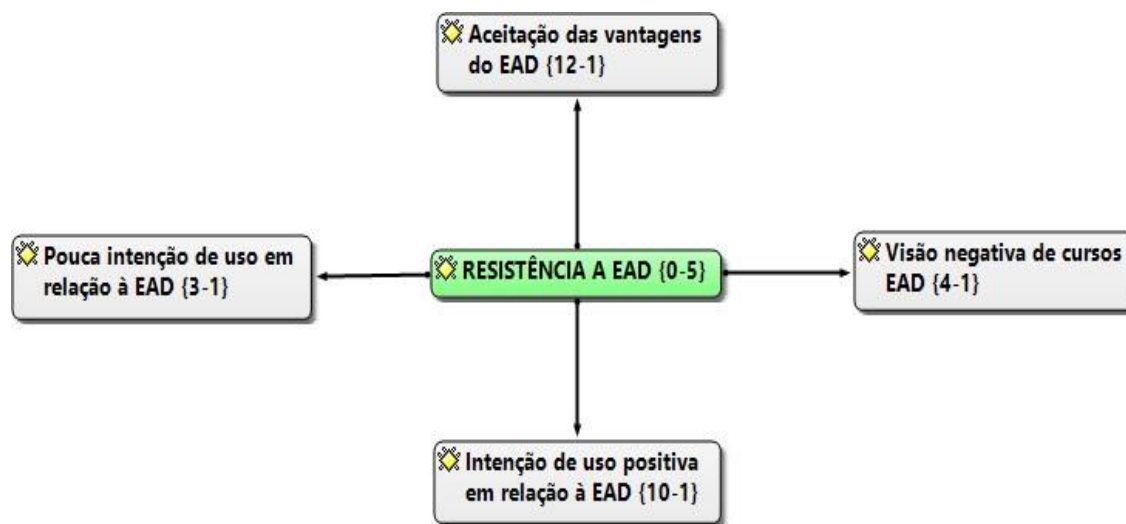 Aceitação das vantagens
do EAD {12-1}
Pouca intenção de uso em
relação à EAD {3-1}
RESISTÊNCIA A EAD {0-5}
Visão negativa de cursos
EAD {4-1}
Intenção de uso positiva
em relação à EAD {10-1}